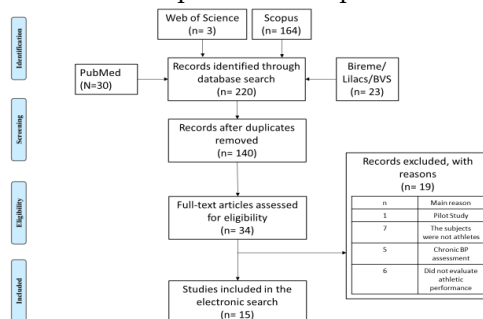 Web of Science
(n= 3)
Scopus
(n= 164)
Identification
PubMed
(N=30)
Records identified through
database search
(n= 220)
Bireme/
Lilacs/BVS
(n= 23)
Screening
Records after duplicates
removed
(n= 140)
Records excluded, with
reasons
(n= 19)
n Main reason
1 Pilot Study
7 The subjects
were not athletes
5 Chronic BP
assessment
6 Did not evaluate
athletic
performance
Eligibility
Full-text articles assessed
for eligibility
(n= 34)
Included
Studies included in the
electronic search
(n= 15)